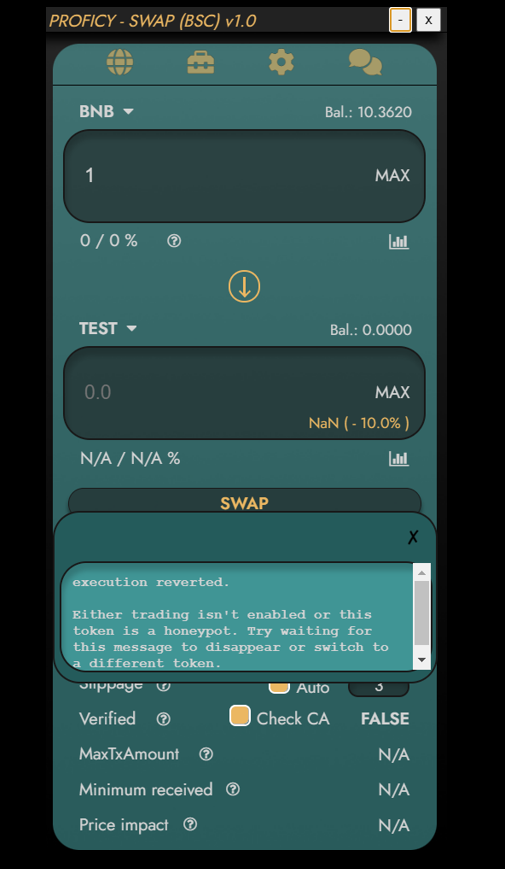 PROFICY - SWAP (BSC) v1.0
- x
BNB Bal.: 10.3620
1 MAX
0 / 0 %
TEST Bal.: 0.0000
0.0 MAX
NaN ( - 10.0% )
N/A / N/A %
SWAP
✗
execution reverted.
Either trading isn't enabled or this
token is a honeypot. Try waiting for
this message to disappear or switch to
a different token.
Slippage Auto 3
Verified Check CA FALSE
MaxTxAmount N/A
Minimum received N/A
Price impact N/A